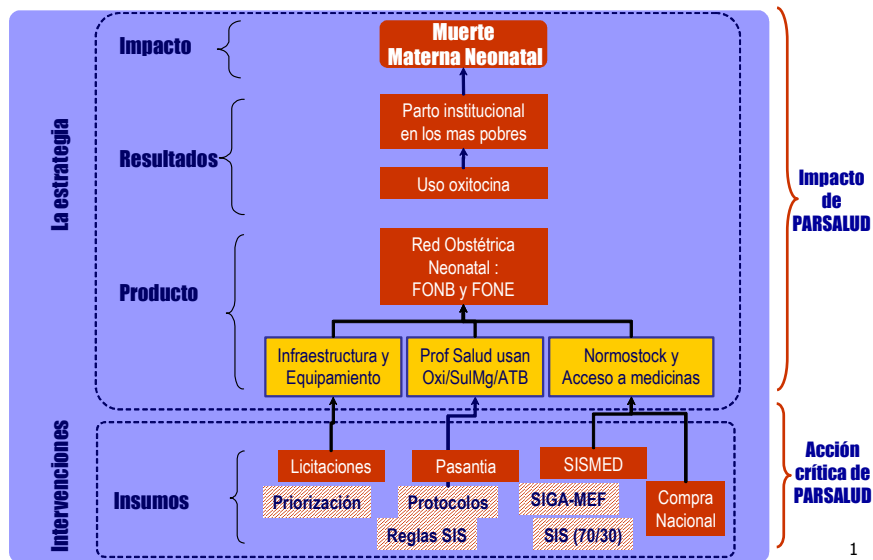 La estrategia
Impacto
Muerte
Materna Neonatal
Resultados
Parto institucional
en los mas pobres
Uso oxitocina
Impacto
de
PARSALUD
Producto
Red Obstétrica
Neonatal :
FONB y FONE
Infraestructura y
Equipamiento
Prof Salud usan
Oxi/SulMg/ATB
Normostock y
Acceso a medicinas
Intervenciones
Insumos
Licitaciones
Pasantia
SISMED
Priorización
Protocolos
SIGA-MEF
Compra
Nacional
Reglas SIS
SIS (70/30)
Acción
crítica de
PARSALUD
1